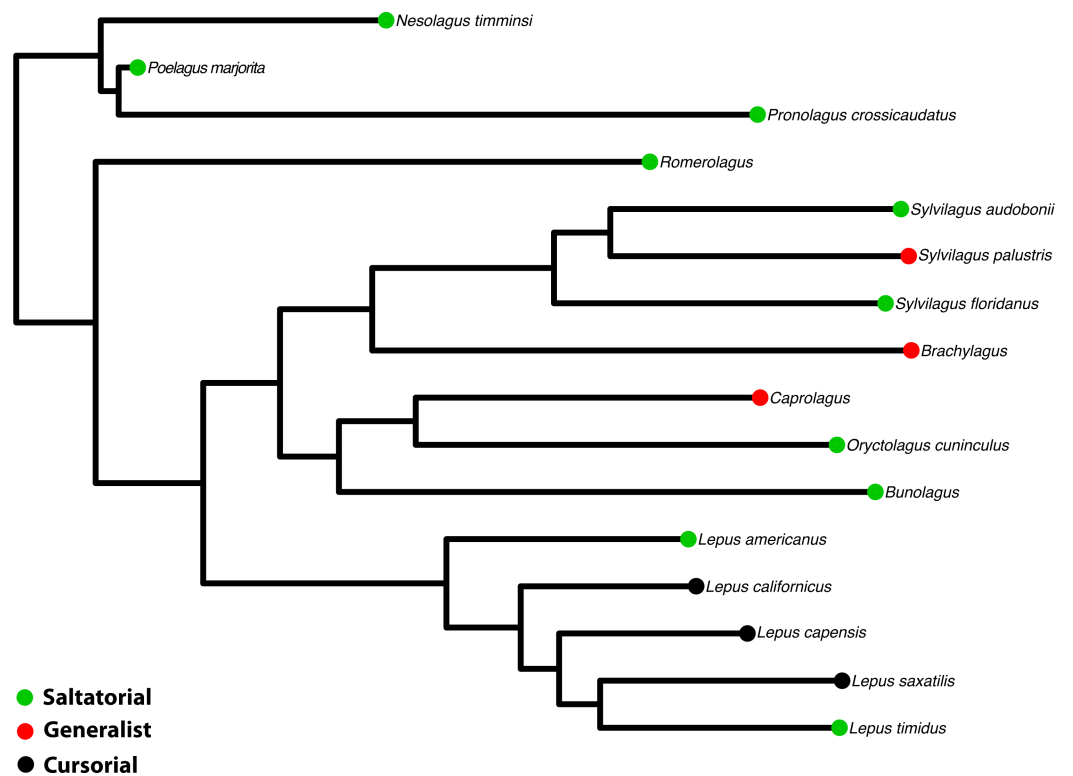 Nesolagus timminsi
Poelagus marjorita
Pronolagus crossicaudatus
Romerolagus
Sylvilagus audobonii
Sylvilagus palustris
Sylvilagus floridanus
Brachylagus
Caprolagus
Oryctolagus cuninculus
Bunolagus
Lepus americanus
Lepus californicus
Lepus capensis
Lepus saxatilis
Lepus timidus
Saltatorial
Generalist
Cursorial